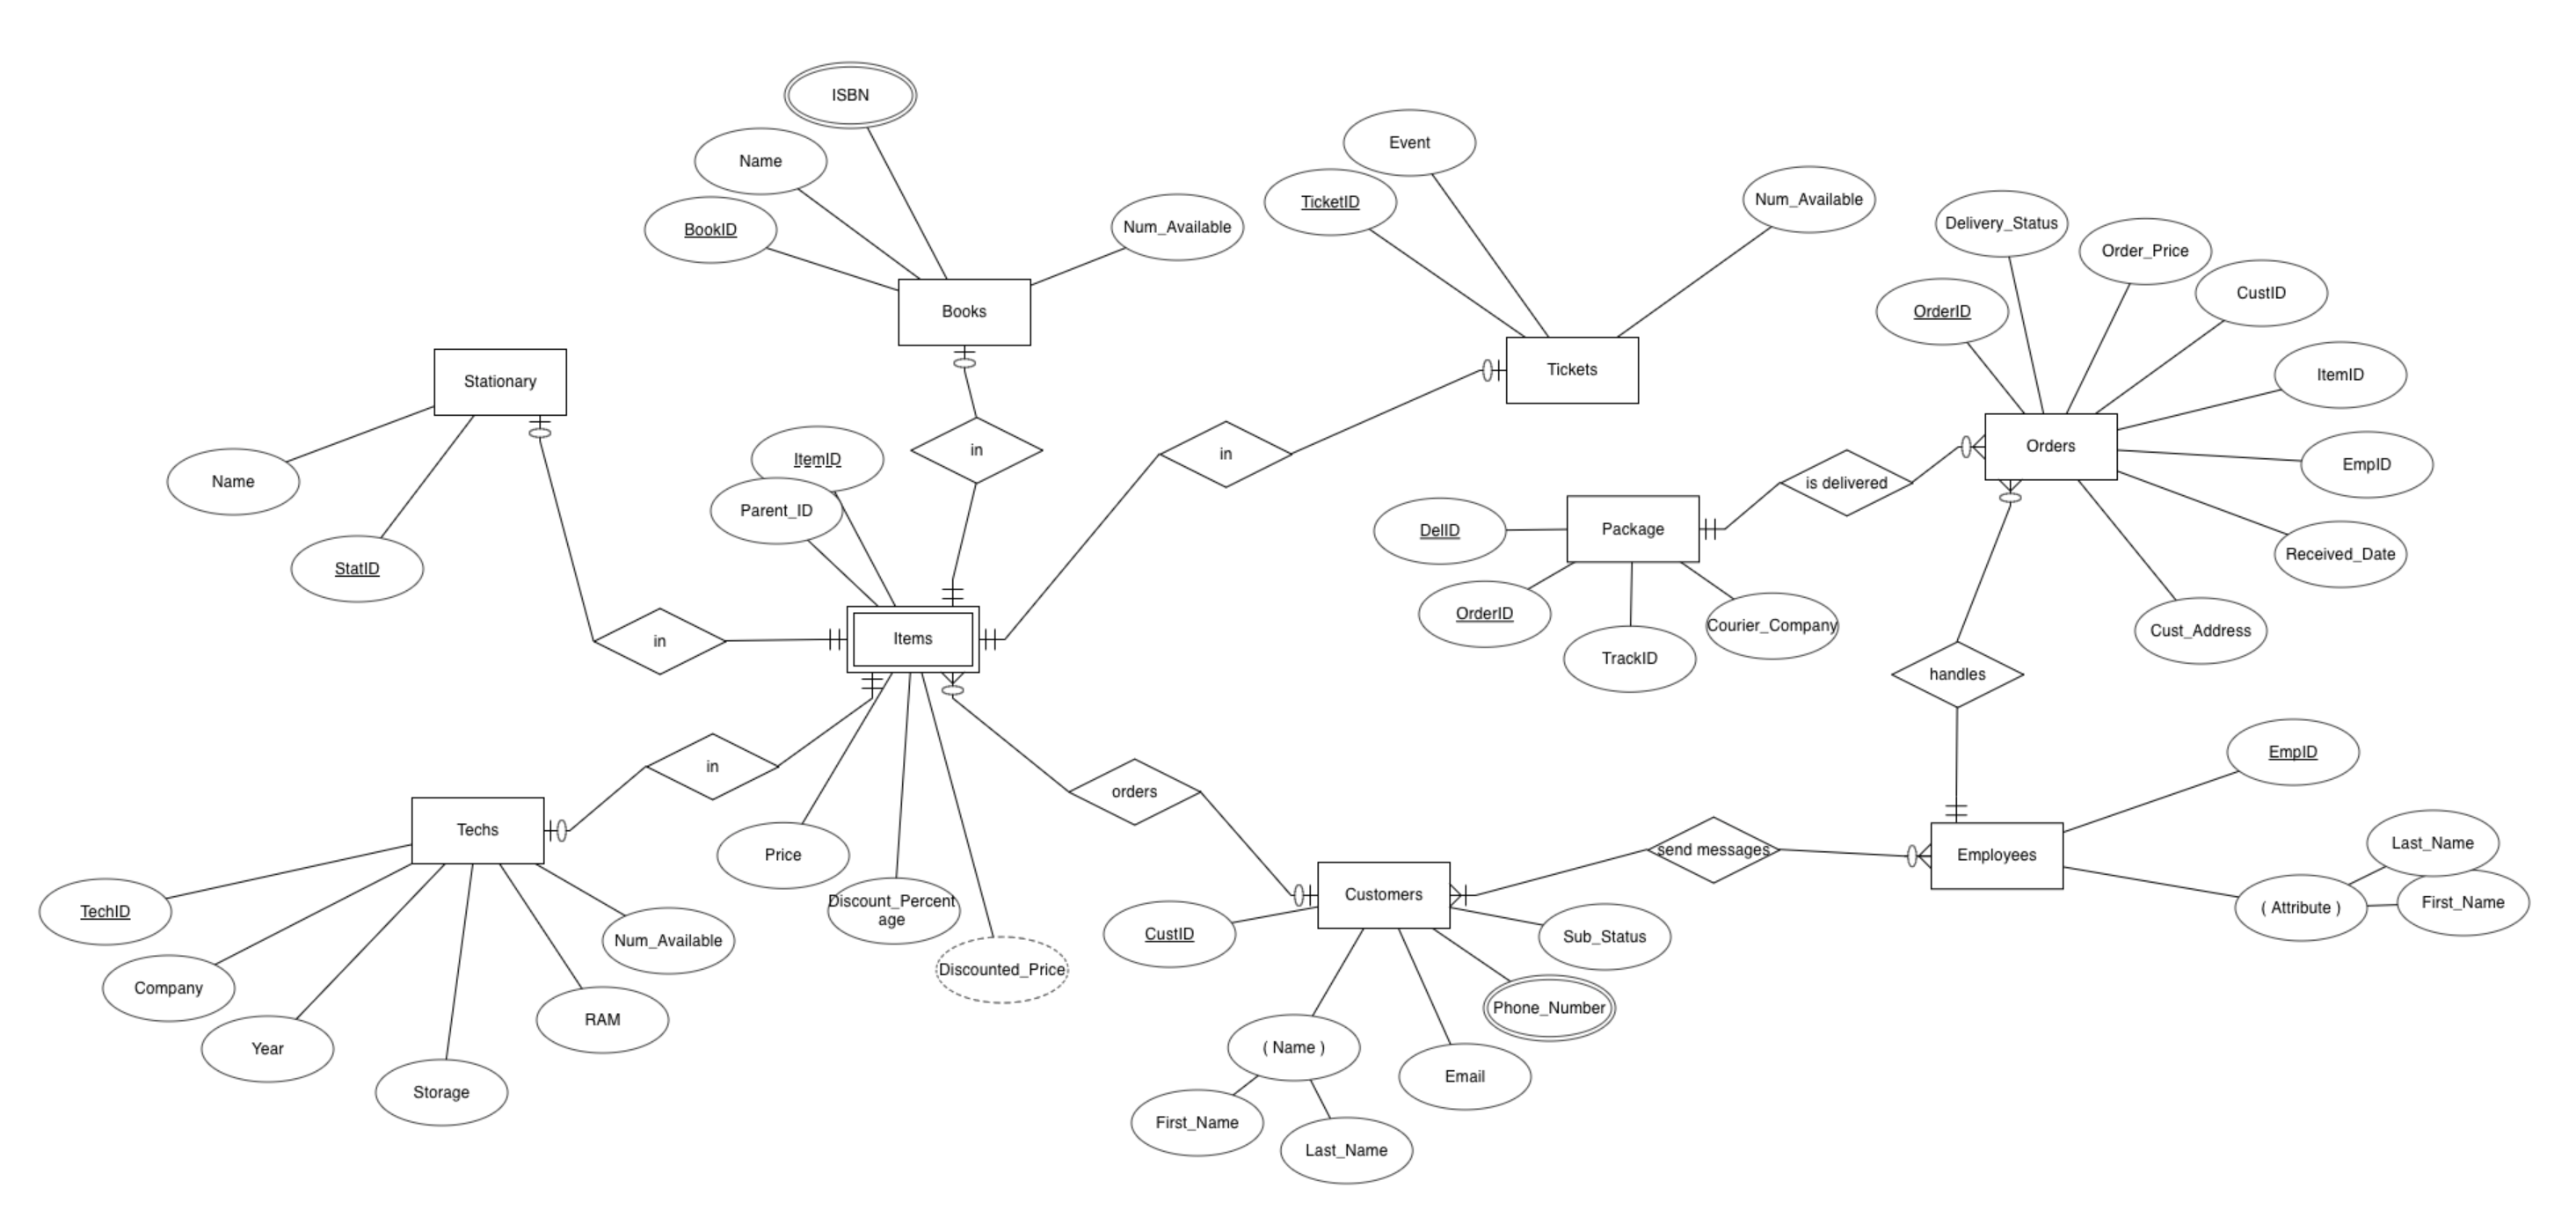 ISBN
Name
BookID
Num_Available
Books
Event
TicketID
Num_Available
Tickets
Delivery_Status
Order_Price
CustID
OrderID
ItemID
Orders
EmpID
Received_Date
Cust_Address
is delivered
Package
DelID
OrderID
TrackID
Courier_Company
handles
Stationary
Name
StatID
in
in
in
ItemID
Parent_ID
Items
in
Techs
TechID
Company
Year
Storage
RAM
Num_Available
Price
Discount_Percent
age
Discounted_Price
orders
Customers
CustID
( Name )
First_Name
Last_Name
Email
Phone_Number
Sub_Status
send messages
Employees
EmpID
Last_Name
( Attribute )
First_Name